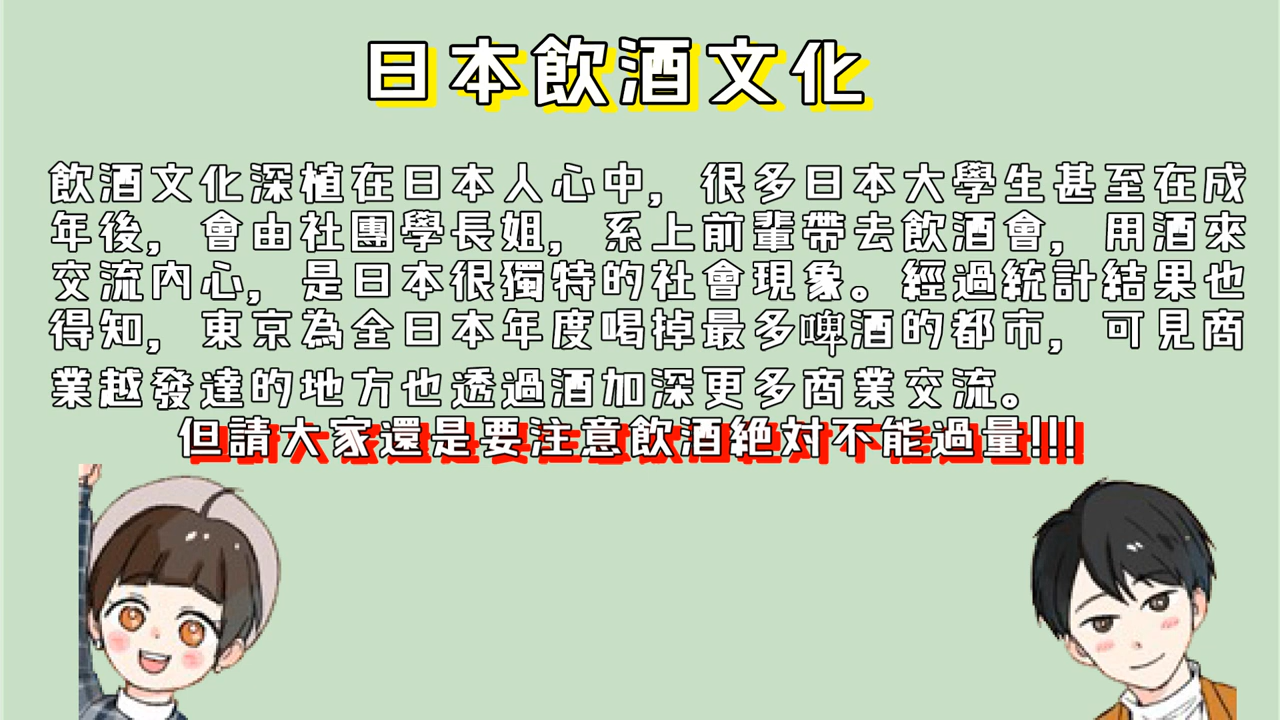 日本飲酒文化
飲酒文化深植在日本人心中，很多日本大學生甚至在成
年後，會由社團學長姐，系上前輩帶去飲酒會，用酒來
交流內心，是日本很獨特的社會現象。經過統計結果也
得知，東京為全日本年度喝掉最多啤酒的都市，可見商
業越發達的地方也透過酒加深更多商業交流。
但請大家還是要注意飲酒絕対不能過量!!!